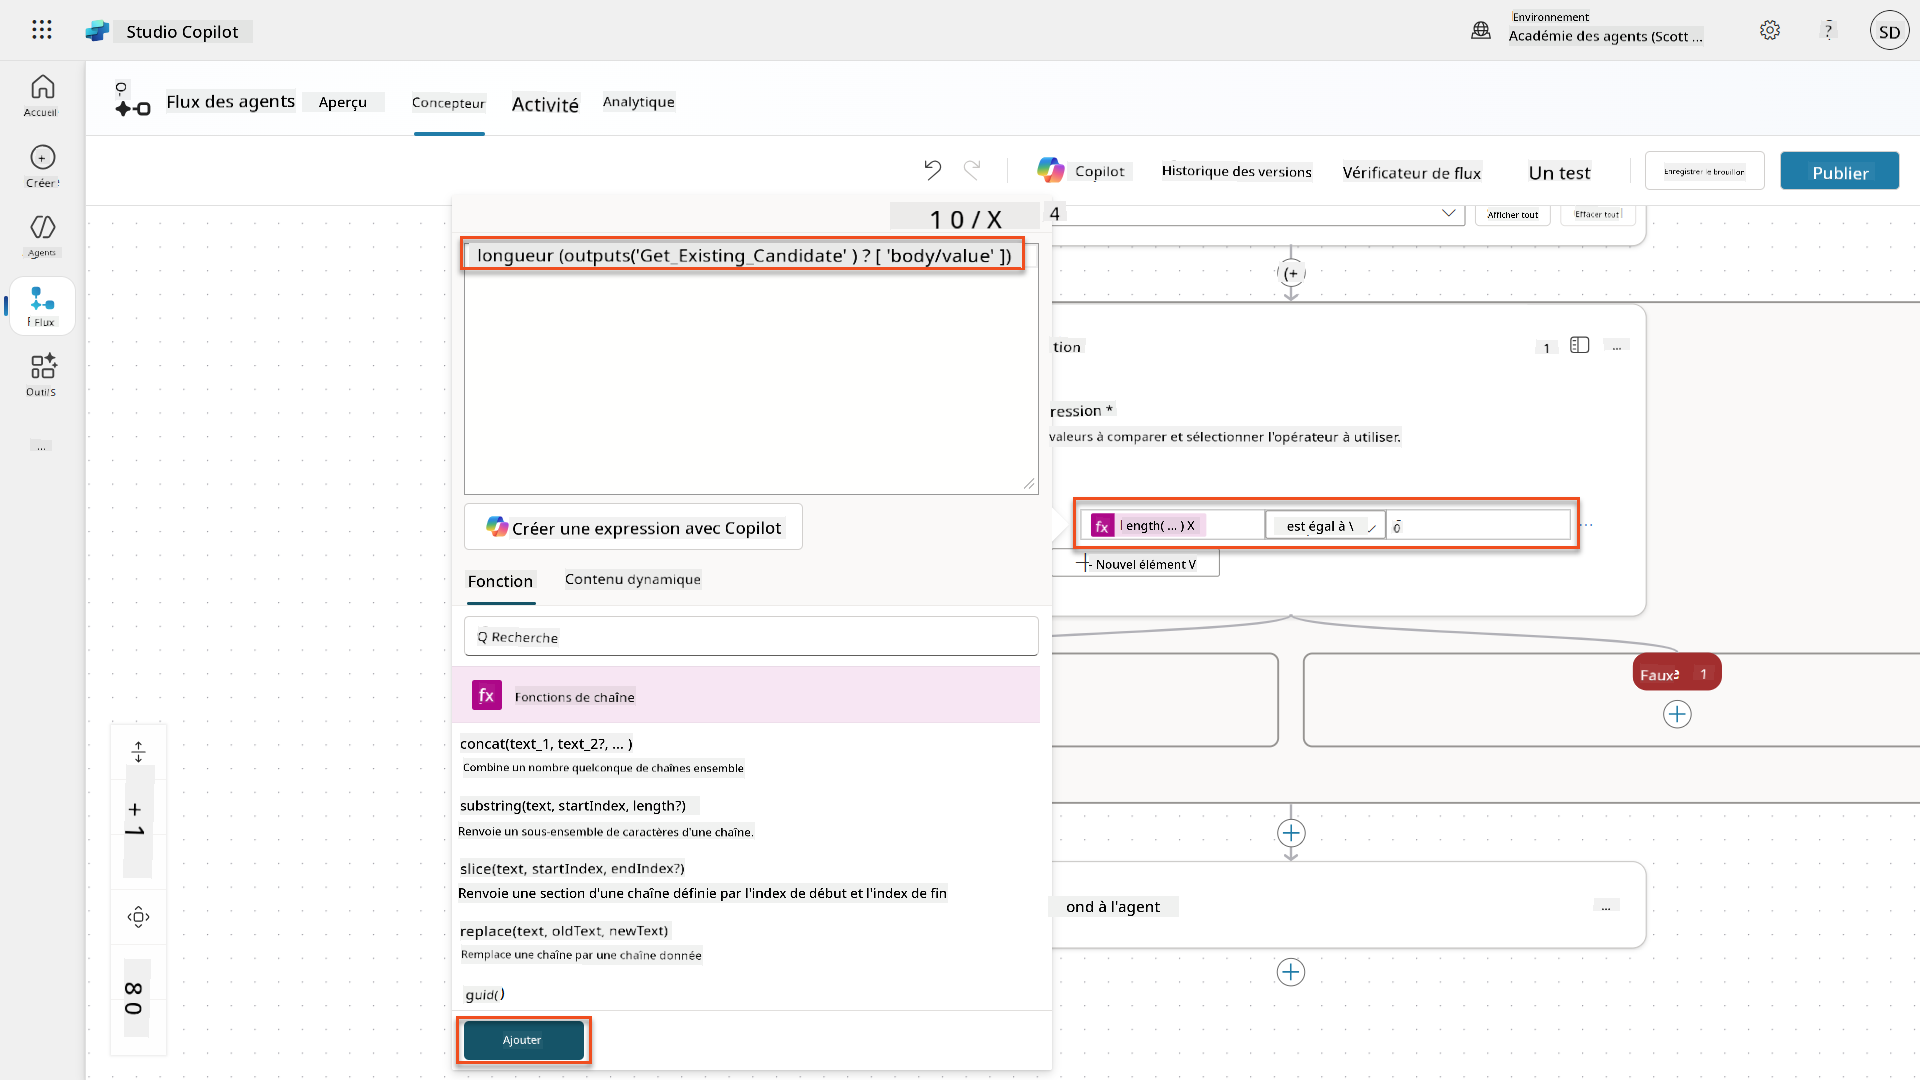 Studio Copilot
Environnement
Académie des agents (Scott ...
?
SD
Accueil
Créer
Agents
Flux
Outils
...
Flux des agents
Aperçu
Concepteur
Activité
Analytique
Copilot
Historique des versions
Vérificateur de flux
Un test
Enregistrer le brouillon
Publier
1 0 / X
4
Afficher tout
Effacer tout
longueur (outputs('Get_Existing_Candidate' ) ? [ 'body/value' ])
(+
tion
1
...
ression *
valeurs à comparer et sélectionner l'opérateur à utiliser.
Créer une expression avec Copilot
fx
length( ... ) X
est égal à \
...
Nouvel élément V
Fonction
Contenu dynamique
Q Recherche
Faux
1
fx
Fonctions de chaîne
concat(text_1, text_2?, ... )
Combine un nombre quelconque de chaînes ensemble
substring(text, startIndex, length?)
Renvoie un sous-ensemble de caractères d'une chaîne.
slice(text, startIndex, endIndex?)
Renvoie une section d'une chaîne définie par l'index de début et l'index de fin
replace(text, oldText, newText)
Remplace une chaîne par une chaîne donnée
guid()
+ 1
8 0
ond à l'agent
...
Ajouter